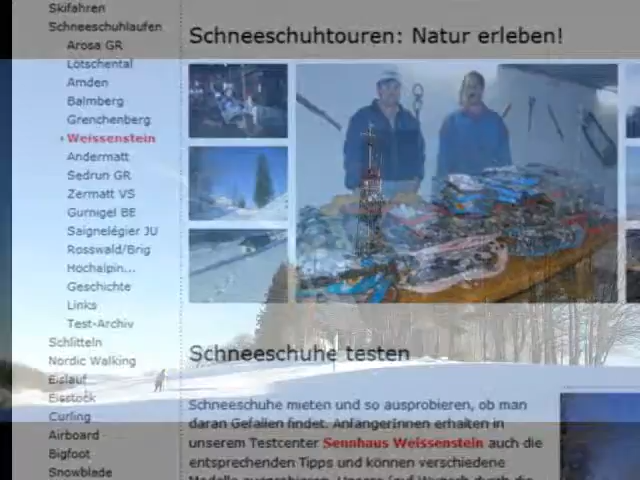 Skifahren
Schneeschuhlaufen
Arosa GR
Lötschental
Amden
Balmberg
Grenchenberg
Weissenstein
Andermatt
Sedrun GR
Zermatt VS
Gurnigel BE
Saignelégier JU
Rosswald/Brig
Hochalpin...
Geschichte
Links
Test-Archiv
Schlitteln
Nordic Walking
Eislauf
Eisstock
Curling
Airboard
Bigfoot
Snowblade
Schneeschuhtouren: Natur erleben!
Schneeschuhe testen
Schneeschuhe mieten und so ausprobieren, ob man
daran Gefallen findet. AnfängerInnen erhalten in
unserem Testcenter Sennhaus Weissenstein auch die
entsprechenden Tipps und können verschiedene